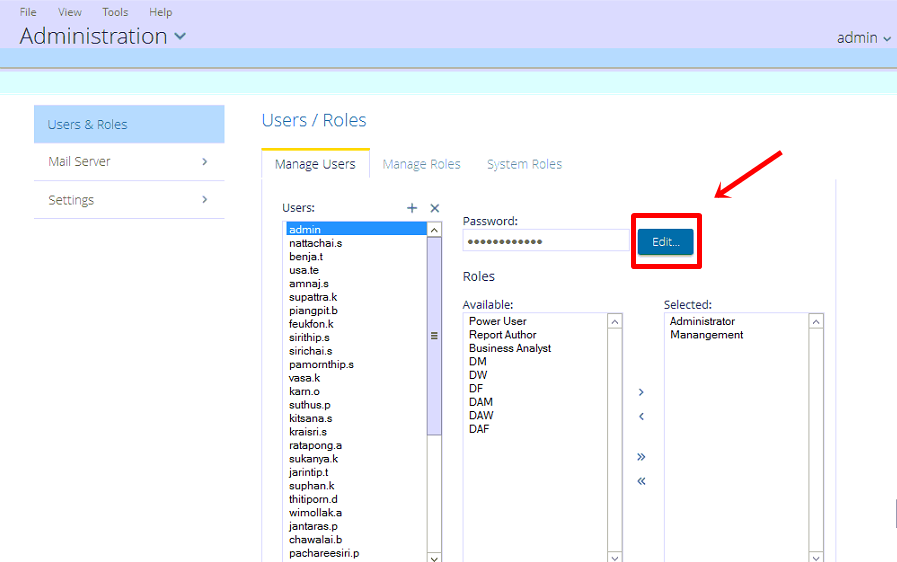 File View Tools Help
Administration
admin
Users & Roles
Mail Server
Settings
Users / Roles
Manage Users Manage Roles System Roles
Users:
admin
nattachai.s
benja.t
usa.te
amnaj.s
supattra.k
piangpit.b
feukfon.k
sirithip.s
sirichai.s
pamornthip.s
vasa.k
karn.o
suthus.p
kitsana.s
kraisri.s
ratapong.a
sukanya.k
jarintip.t
suphan.k
thitiporn.d
wimollak.a
jantaras.p
chawalai.b
pachareesiri.p
Password:
••••••••••••
Edit...
Roles
Available:
Power User
Report Author
Business Analyst
DM
DW
DF
DAM
DAW
DAF
Selected:
Administrator
Manangement